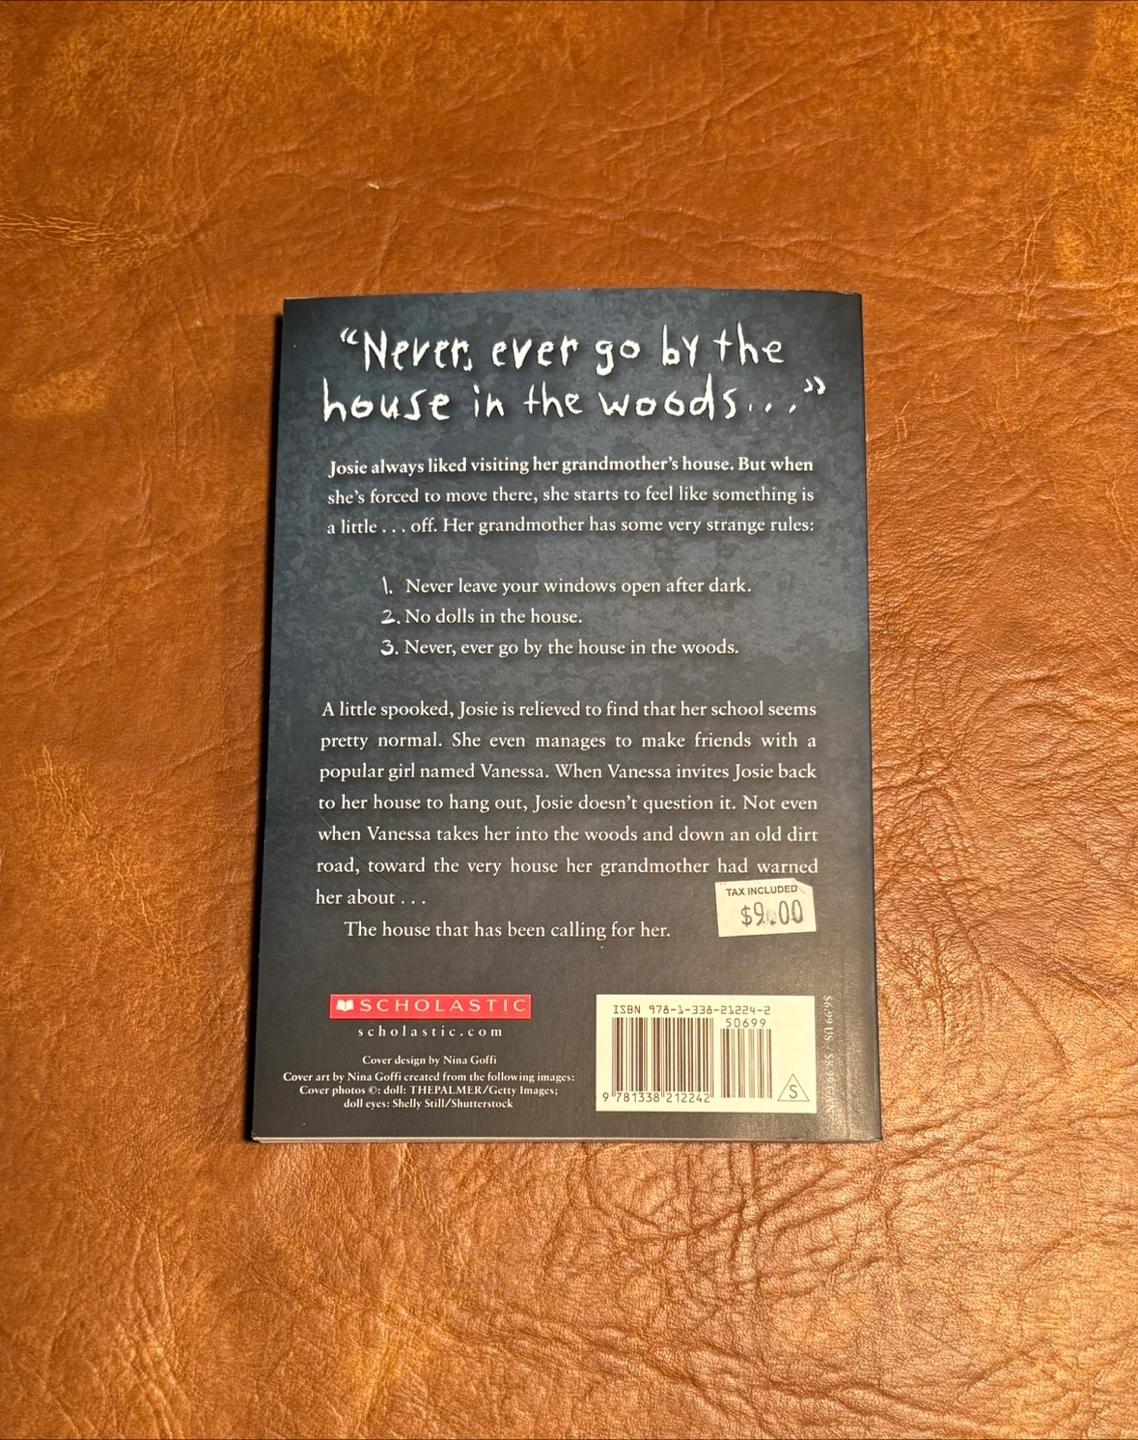 “Never, ever go by the
house in the woods...”
Josie always liked visiting her grandmother’s house. But when
she’s forced to move there, she starts to feel like something is
a little . . . off. Her grandmother has some very strange rules:
1. Never leave your windows open after dark.
2. No dolls in the house.
3. Never, ever go by the house in the woods.
A little spooked, Josie is relieved to find that her school seems
pretty normal. She even manages to make friends with a
popular girl named Vanessa. When Vanessa invites Josie back
to her house to hang out, Josie doesn’t question it. Not even
when Vanessa takes her into the woods and down an old dirt
road, toward the very house her grandmother had warned
her about . . .
The house that has been calling for her.
TAX INCLUDED
$9.00
SCHOLASTIC
scholastic.com
Cover design by Nina Goffi
Cover art by Nina Goffi created from the following images:
Cover photos ©: doll: THEPALMER/Getty Images;
doll eyes: Shelly Still/Shutterstock
ISBN 978-1-338-21224-2
50699
9 781338 212242
S
$6.99 US